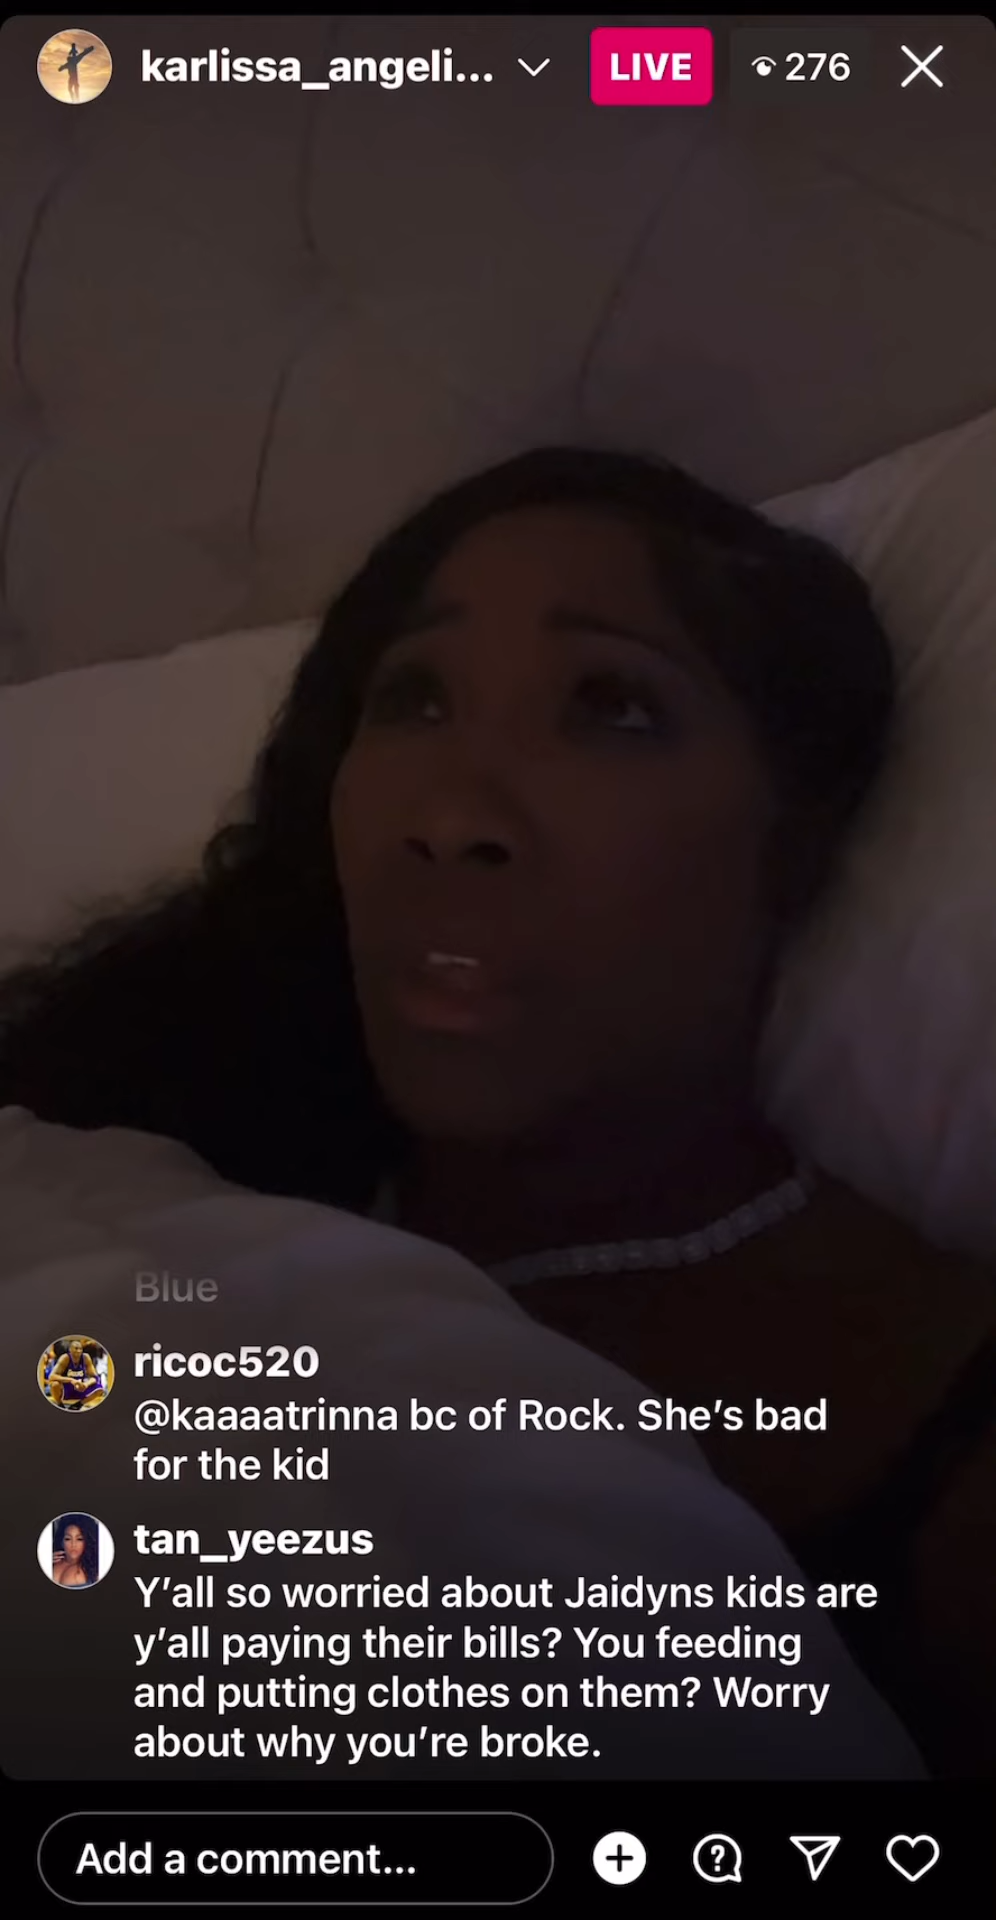 karlissa_angeli...
LIVE
276
Blue
ricoc520
@kaaaatrinna bc of Rock. She's bad
for the kid
tan_yeezus
Y'all so worried about Jaidyns kids are
y'all paying their bills? You feeding
and putting clothes on them? Worry
about why you're broke.
Add a comment...